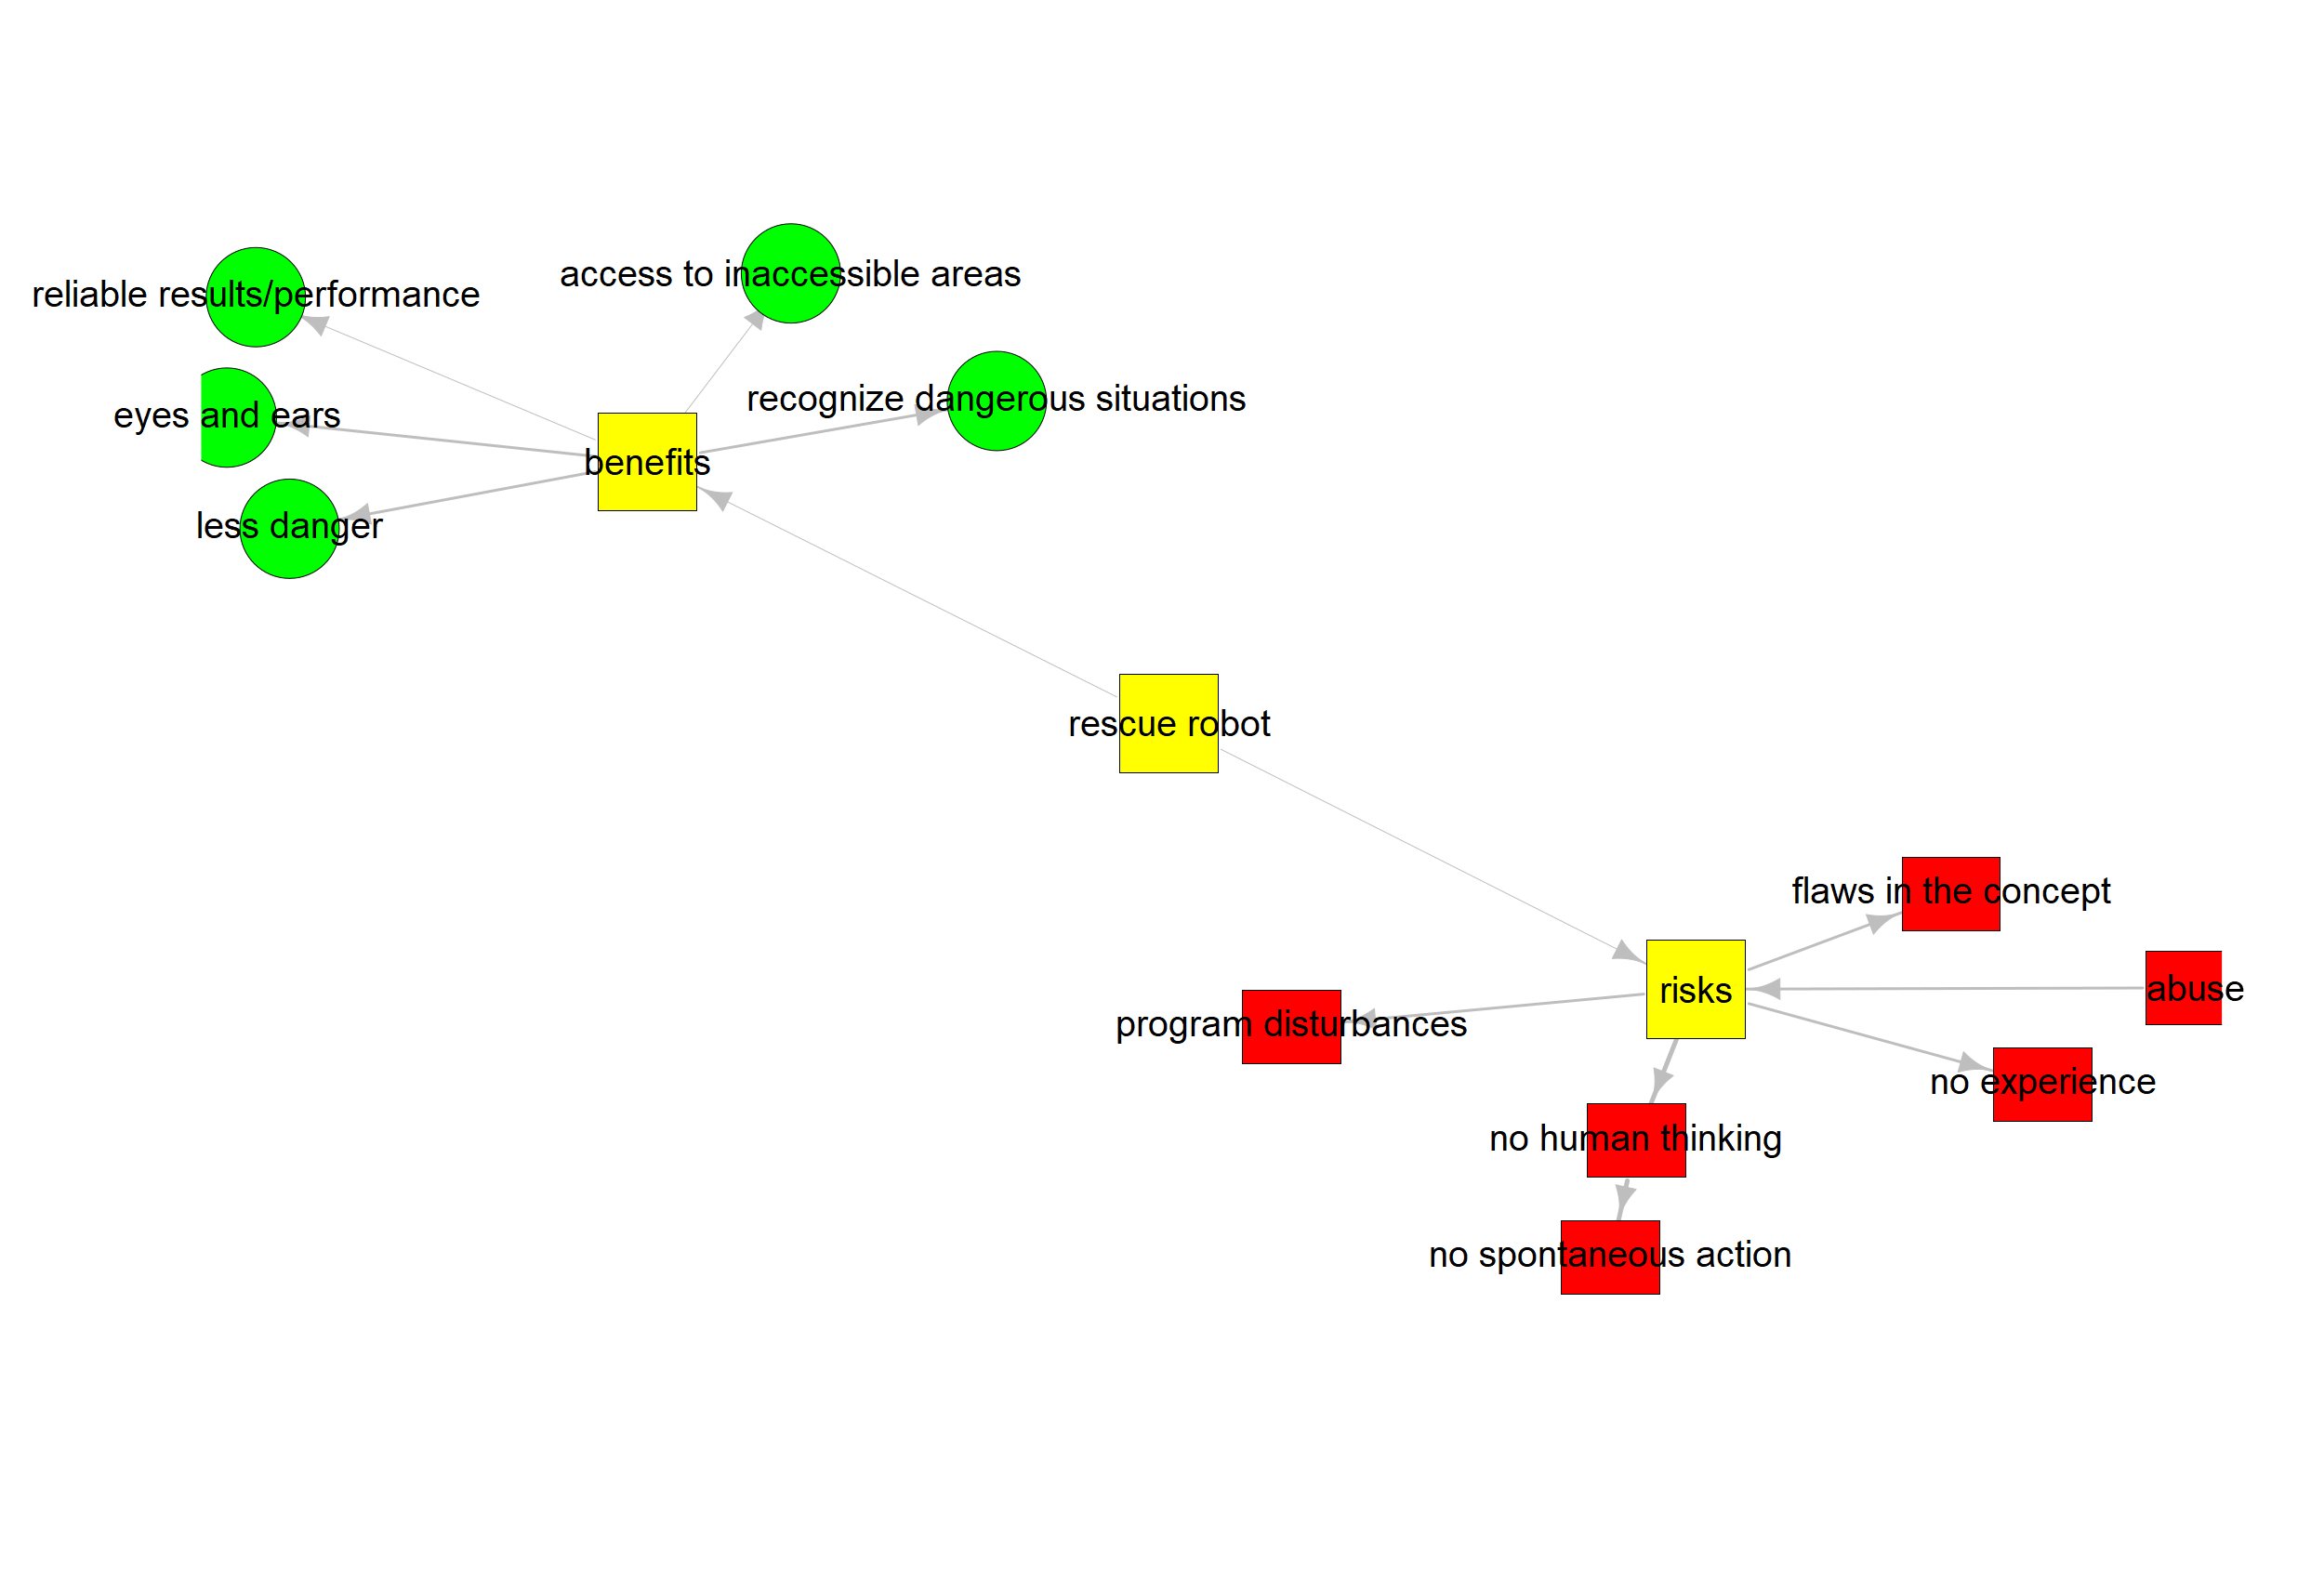 access to inaccessible areas
reliable results/performance
recognize dangerous situations
eyes and ears
benefits
less danger
rescue robot
flaws in the concept
abuse
risks
program disturbances
no experience
no human thinking
no spontaneous action